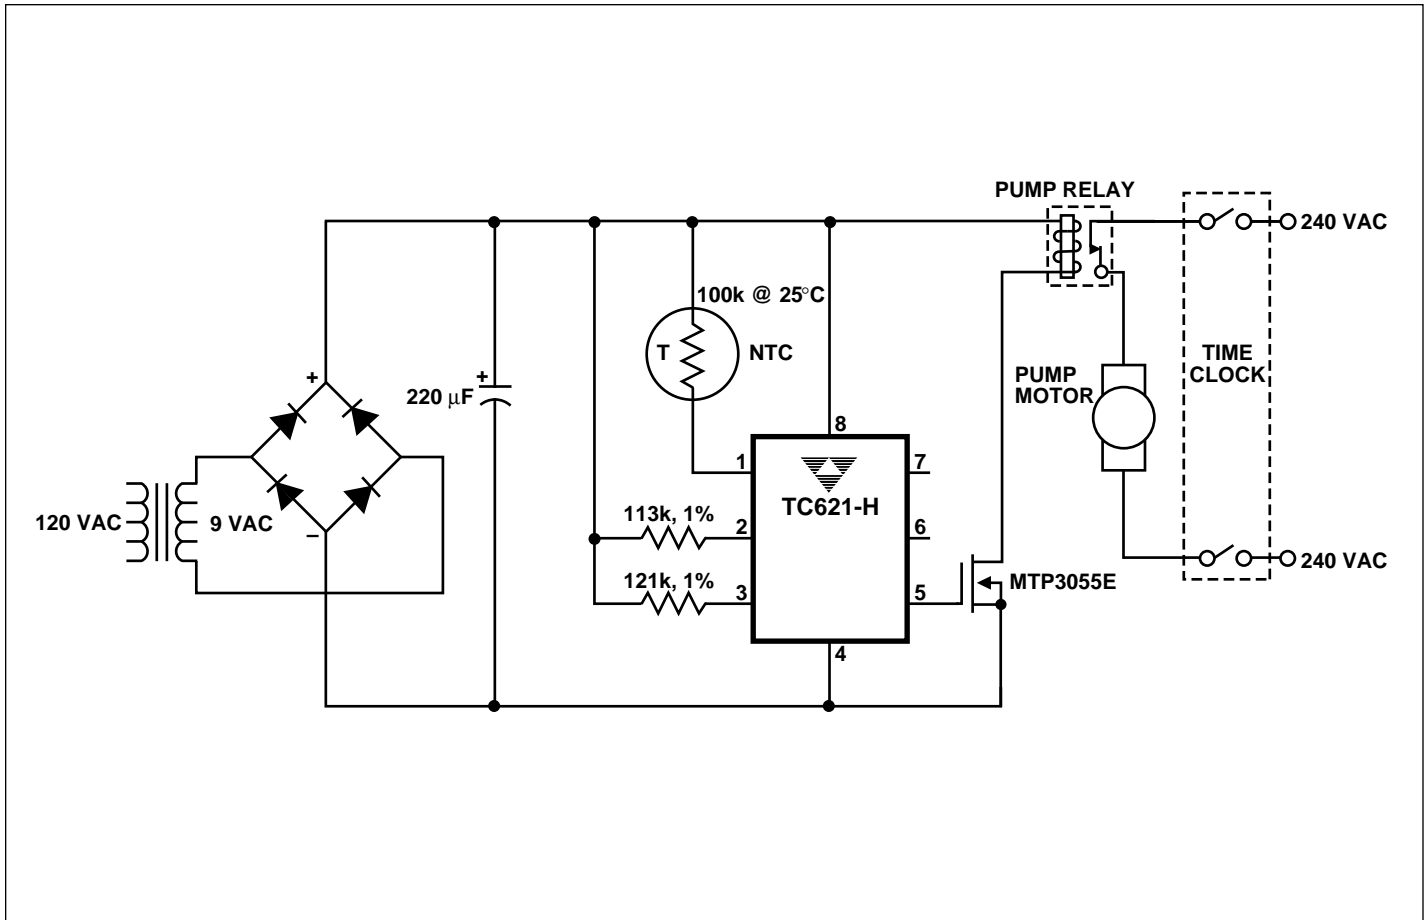 PUMP RELAY
240 VAC
100k @ 25°C
T
NTC
TIME
CLOCK
PUMP
MOTOR
+
+
220 µF
8
1
7
TC621-H
120 VAC
9 VAC
113k, 1%
2
6
–
240 VAC
121k, 1%
3
5
MTP3055E
4